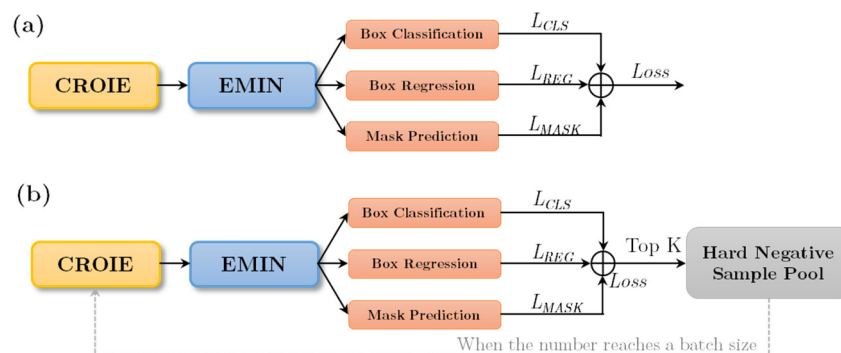 (a)
Box Classification
L_CLS
CROIE
EMIN
Box Regression
L_REG
Loss
Mask Prediction
L_MASK
(b)
Box Classification
L_CLS
CROIE
EMIN
Box Regression
L_REG
Top K
Loss
Hard Negative
Sample Pool
Mask Prediction
L_MASK
When the number reaches a batch size